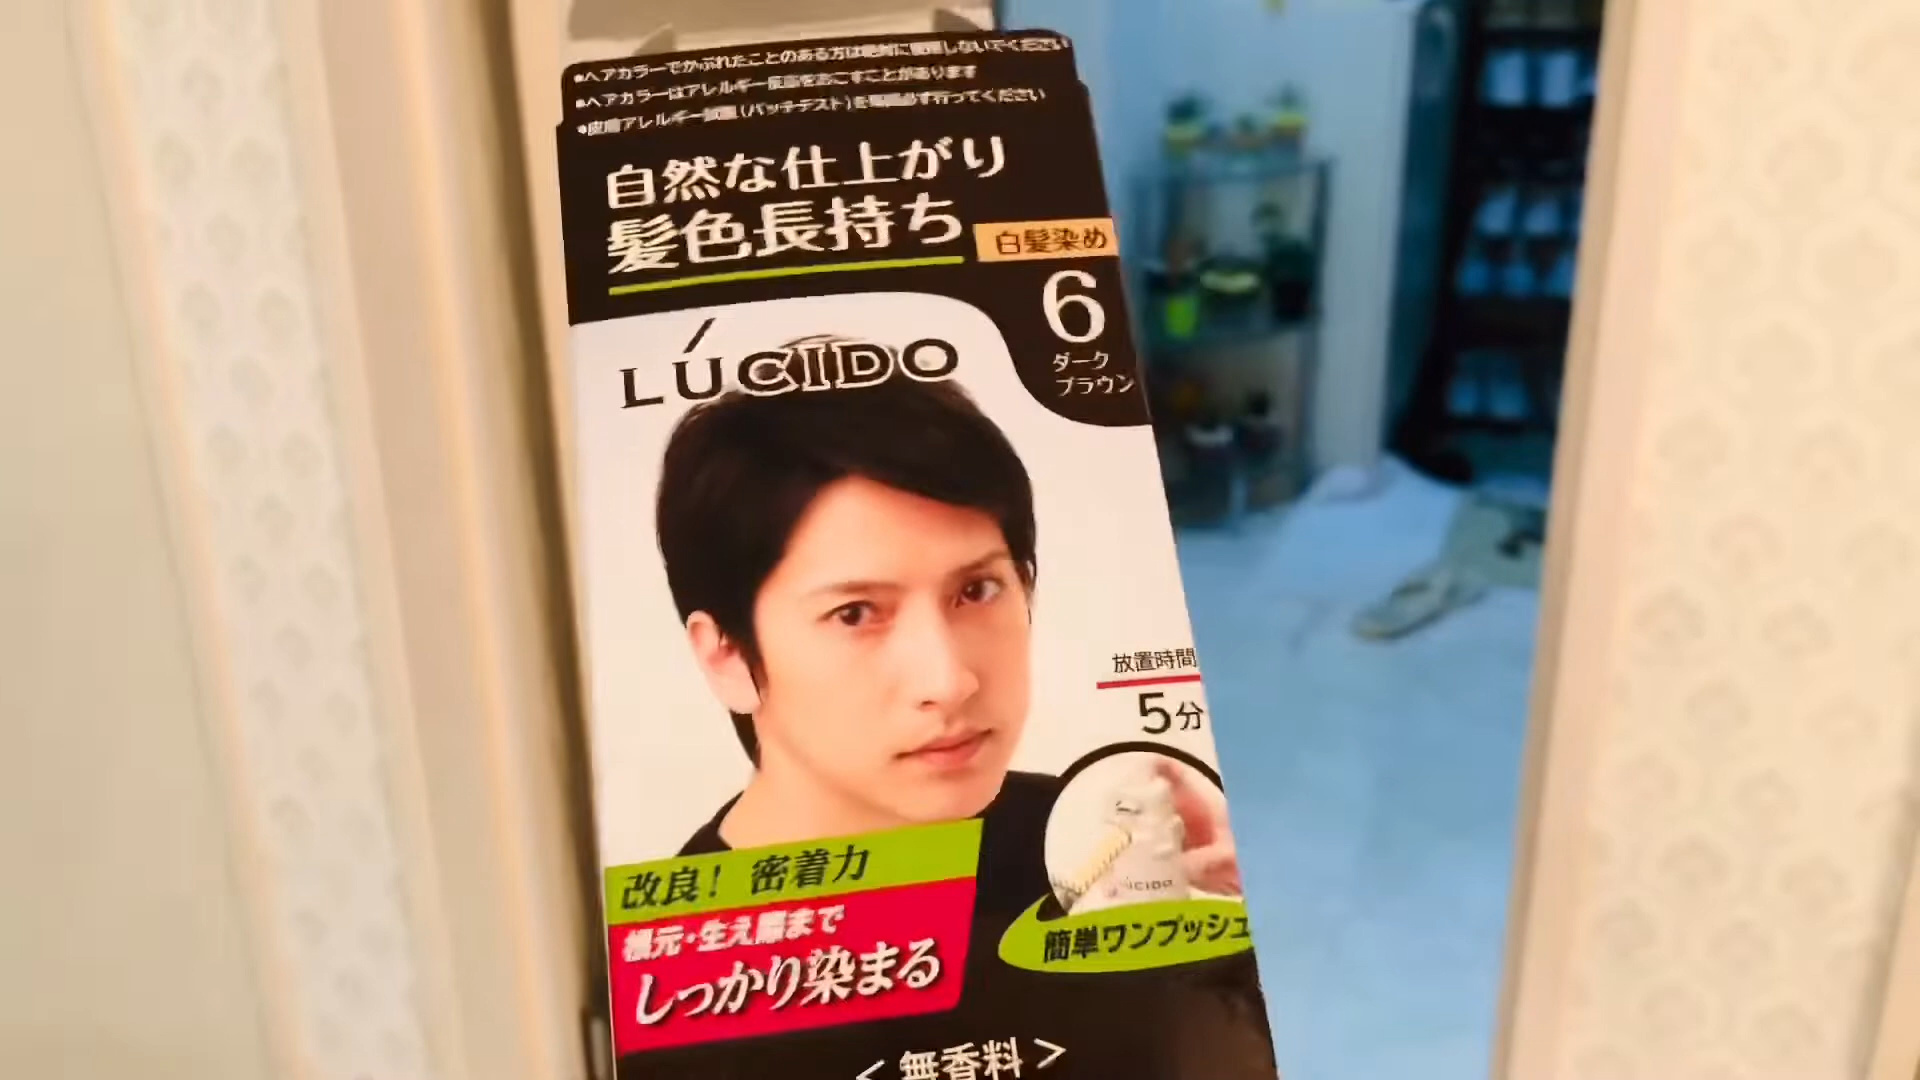 ●ヘアカラーでかぶれたことのある方は絶対に使用しないでください
●ヘアカラーはアレルギー反応をおこすことがあります
●皮膚アレルギー試験(パッチテスト)を毎回必ず行ってください
自然な仕上がり
髪色長持ち
白髪染め
6
ダーク
ブラウン
LÚCIDO
放置時間
5分
LÚCIDO
簡単ワンプッシュ
改良! 密着力
根元・生え際まで
しっかり染まる
<無香料>